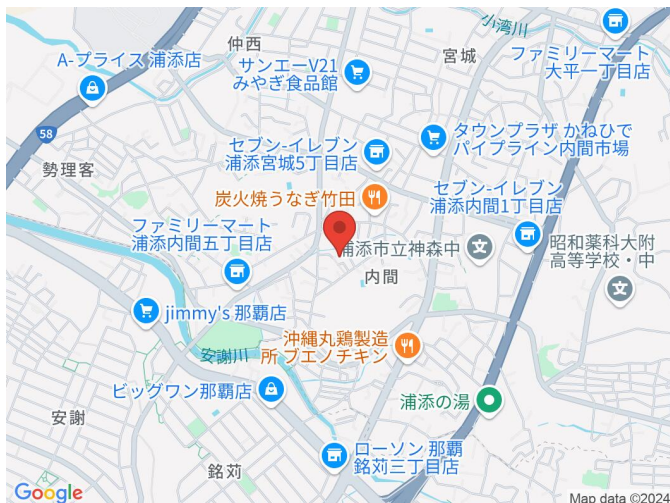 小湾川
仲西
宮城
ファミリーマート
大平一丁目店
A-プライス 浦添店
サンエーV21
みやぎ食品館
58
セブン-イレブン
浦添宮城5丁目店
タウンプラザ かねひで
パイプライン内間市場
勢理客
炭火焼うなぎ竹田
セブン-イレブン
浦添内間1丁目店
ファミリーマート
浦添内間五丁目店
浦添市立神森中
昭和薬科大附
高等学校・中
内間
jimmy's 那覇店
沖縄丸鶏製造
所 ブエノチキン
安謝川
ビッグワン那覇店
浦添の湯
安謝
ローソン 那覇
銘苅三丁目店
銘苅
Google
Map data ©2024